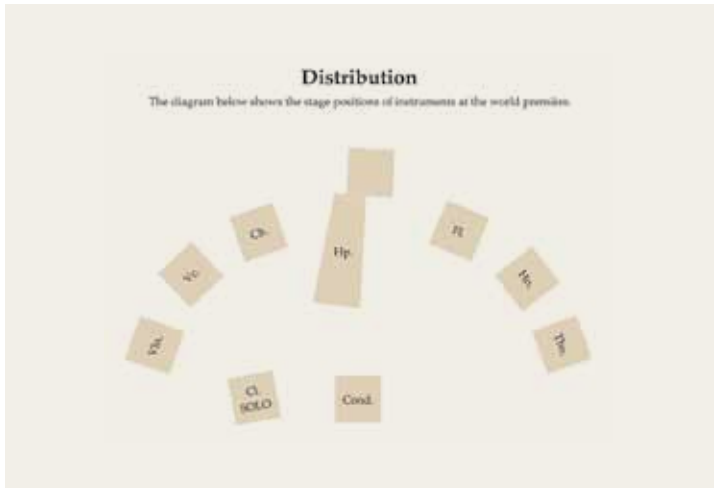 Distribution
The diagram below shows the stage positions of instruments at the world première.
Cb.
Hp.
Fl.
Vc.
Hn.
Vla.
Tbn.
Cl.
SOLO
Cond.